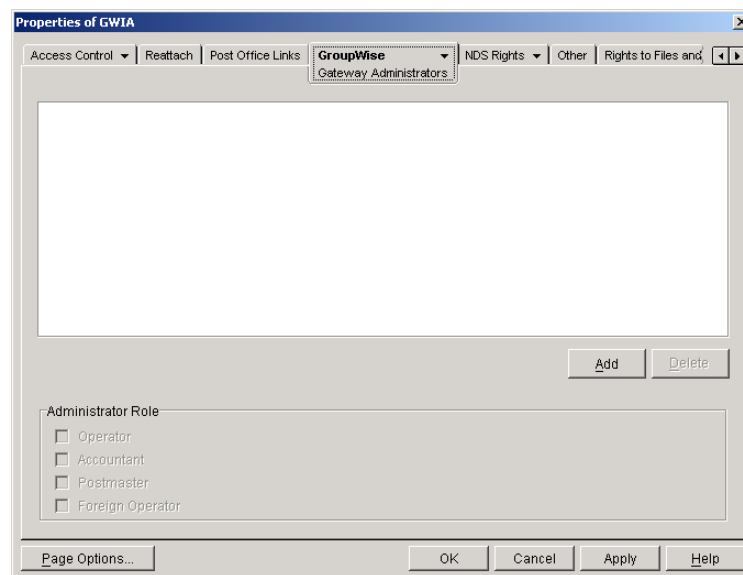 Properties of GWIA
Access Control Reattach Post Office Links GroupWise NDS Rights Other Rights to Files and
Gateway Administrators
Add Delete
Administrator Role
Operator
Accountant
Postmaster
Foreign Operator
Page Options... OK Cancel Apply Help